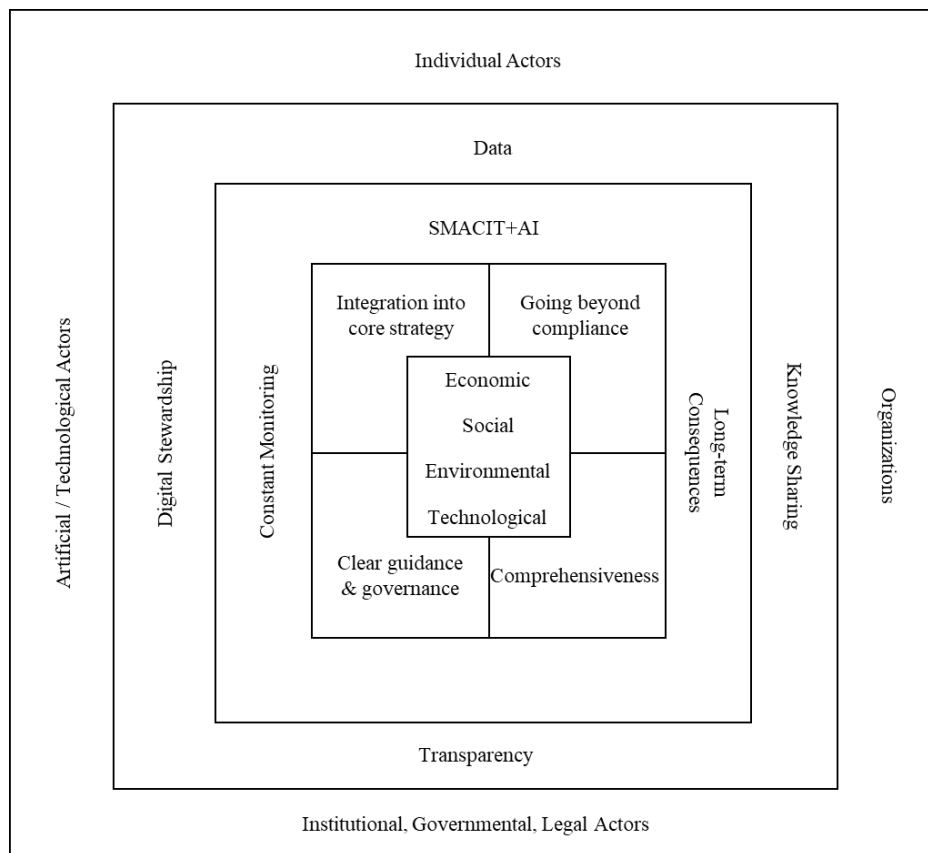 Individual Actors
Data
SMACIT+AI
Integration into
core strategy
Going beyond
compliance
Artificial / Technological Actors
Digital Stewardship
Constant Monitoring
Economic
Social
Environmental
Technological
Long-term
Consequences
Knowledge Sharing
Organizations
Clear guidance
& governance
Comprehensiveness
Transparency
Institutional, Governmental, Legal Actors